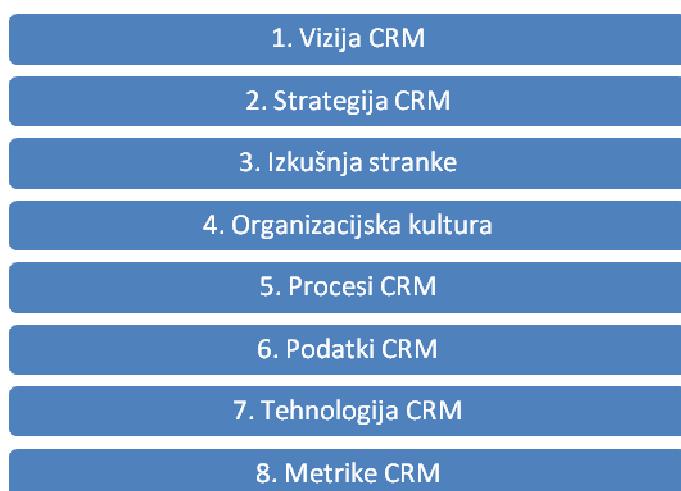 1. Vizija CRM
2. Strategija CRM
3. Izkušnja stranke
4. Organizacijska kultura
5. Procesi CRM
6. Podatki CRM
7. Tehnologija CRM
8. Metrike CRM